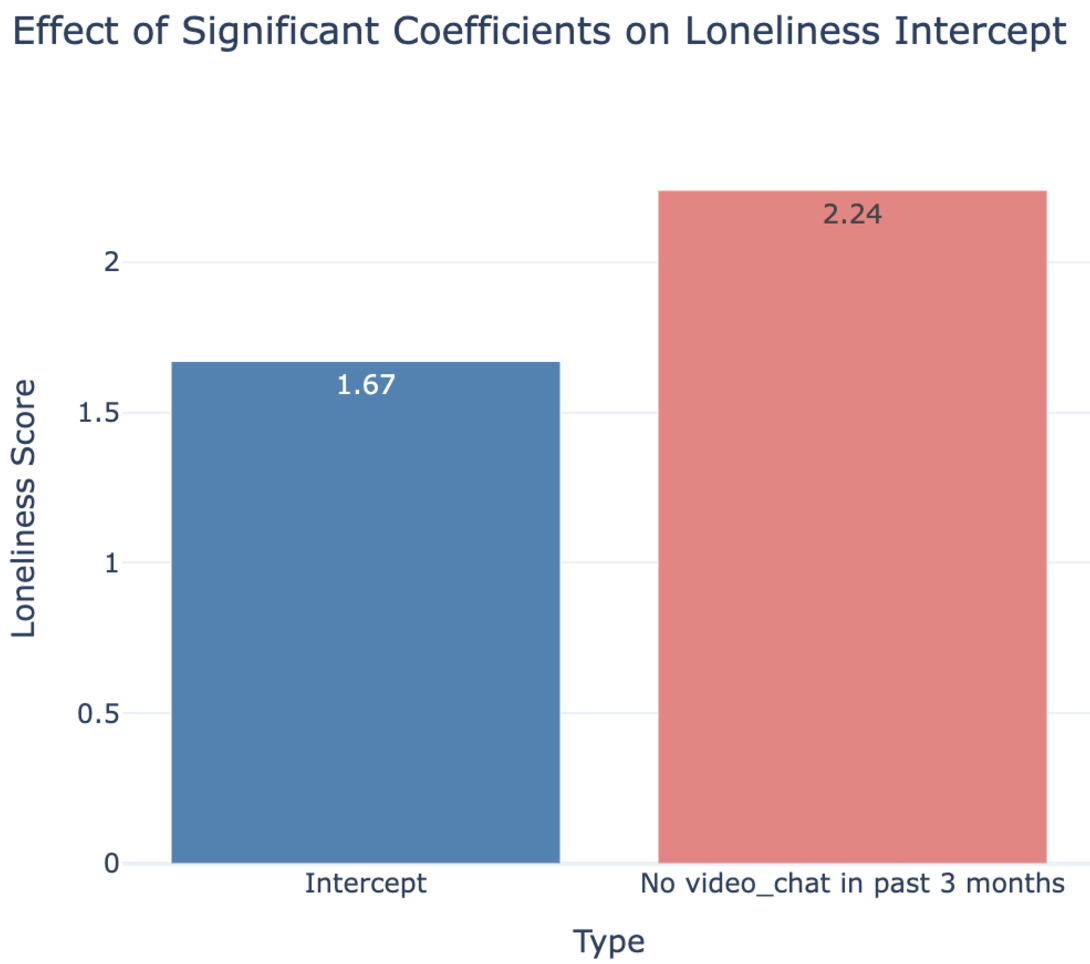 Effect of Significant Coefficients on Loneliness Intercept
2.24
2
1.67
1.5
1
0.5
0
Loneliness Score
Intercept
No video_chat in past 3 months
Type